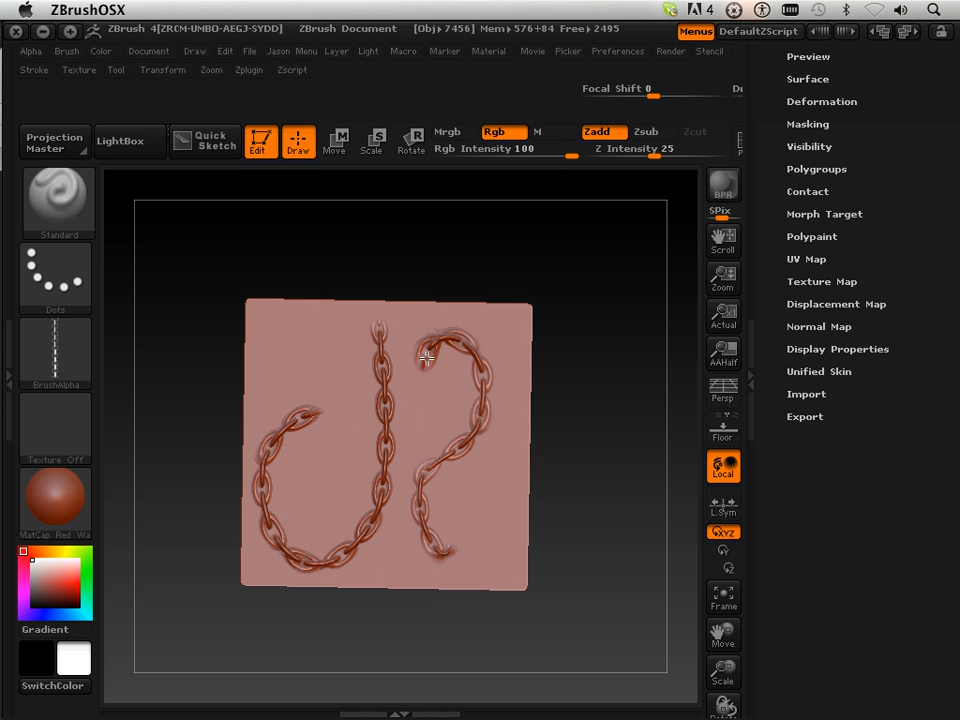 ZBrushOSX
4
ZBrush 4[ZRCM-UMBO-AEGJ-SYDD] ZBrush Document [Obj▸7456] Mem▸576+84 Free▸2495 Menus DefaultZScript
Alpha Brush Color Document Draw Edit File Jason Menu Layer Light Macro Marker Material Movie Picker Preferences Render Stencil
Stroke Texture Tool Transform Zoom Zplugin Zscript
Focal Shift 0
Projection Master
LightBox
Quick Sketch
Edit
Draw
Move
Scale
Rotate
Mrgb Rgb M Zadd Zsub Zcut
Rgb Intensity 100 Z Intensity 25
Standard
Dots
BrushAlpha
Texture Off
MatCap Red Wa
Gradient
SwitchColor
BPR
SPix
Scroll
Zoom
Actual
AAHalf
Persp
Floor
Local
L.Sym
XYZ
Y
Z
Frame
Move
Scale
Preview
Surface
Deformation
Masking
Visibility
Polygroups
Contact
Morph Target
Polypaint
UV Map
Texture Map
Displacement Map
Normal Map
Display Properties
Unified Skin
Import
Export